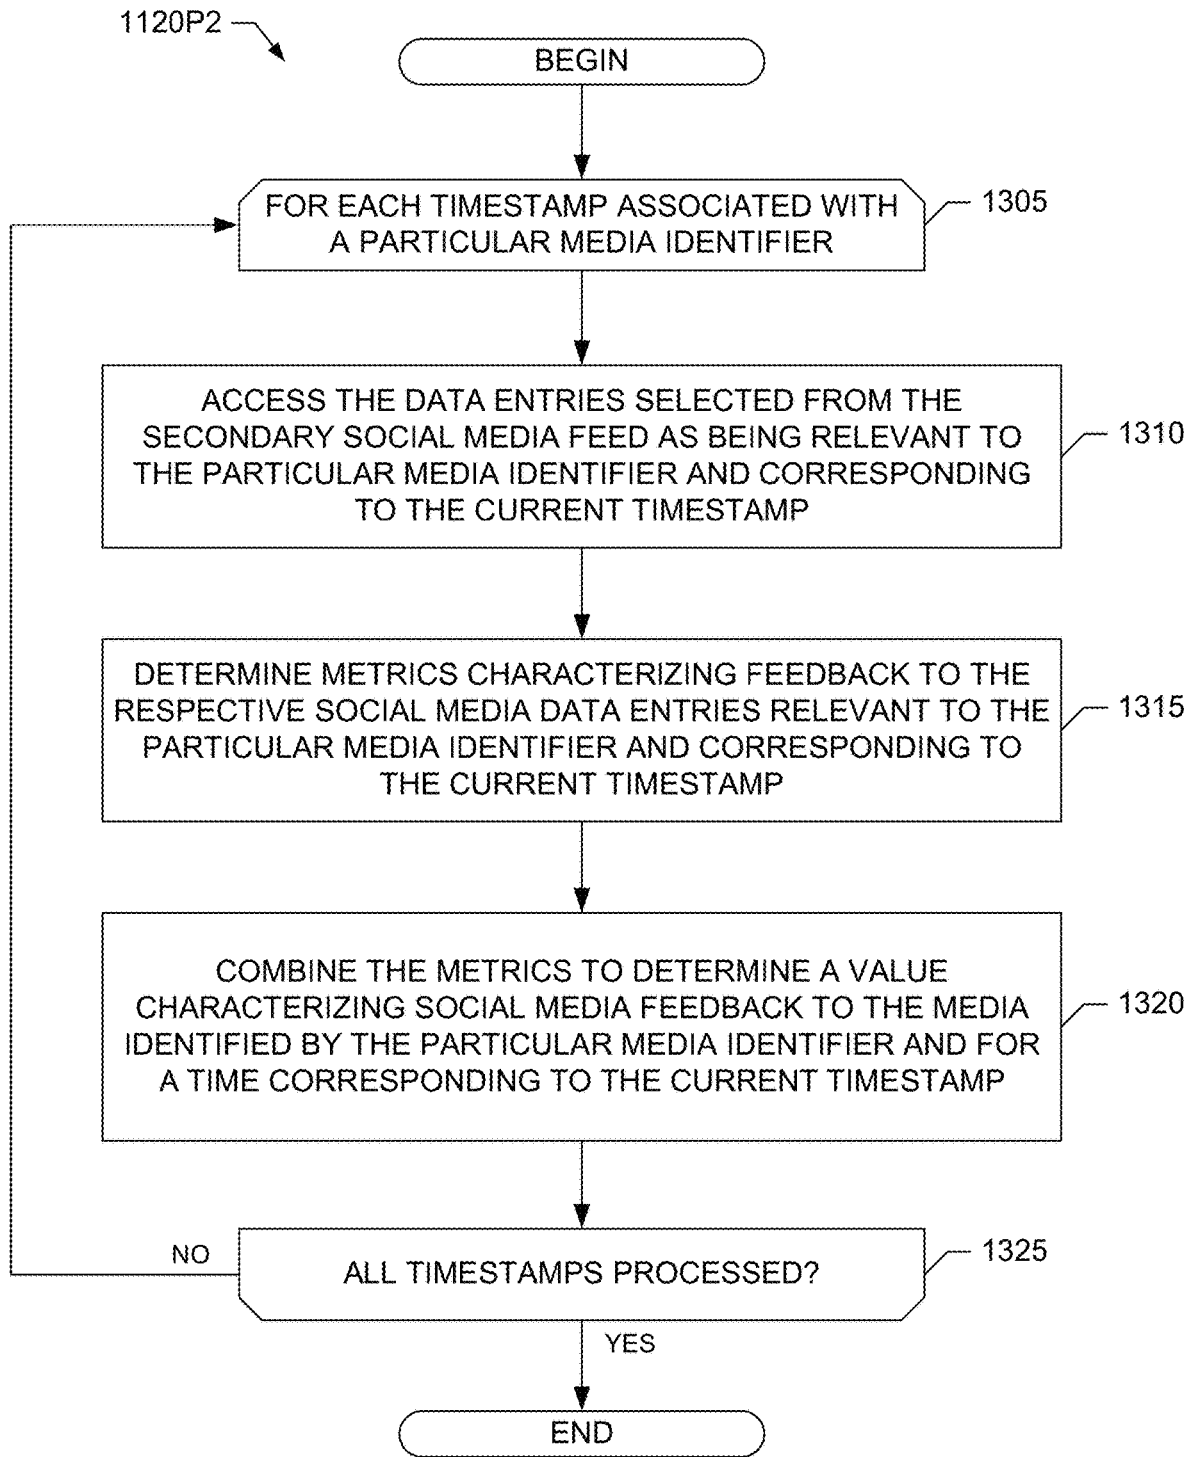 1120P2
BEGIN
FOR EACH TIMESTAMP ASSOCIATED WITH
A PARTICULAR MEDIA IDENTIFIER
1305
ACCESS THE DATA ENTRIES SELECTED FROM THE
SECONDARY SOCIAL MEDIA FEED AS BEING RELEVANT TO
THE PARTICULAR MEDIA IDENTIFIER AND CORRESPONDING
TO THE CURRENT TIMESTAMP
1310
DETERMINE METRICS CHARACTERIZING FEEDBACK TO THE
RESPECTIVE SOCIAL MEDIA DATA ENTRIES RELEVANT TO THE
PARTICULAR MEDIA IDENTIFIER AND CORRESPONDING TO
THE CURRENT TIMESTAMP
1315
COMBINE THE METRICS TO DETERMINE A VALUE
CHARACTERIZING SOCIAL MEDIA FEEDBACK TO THE MEDIA
IDENTIFIED BY THE PARTICULAR MEDIA IDENTIFIER AND FOR
A TIME CORRESPONDING TO THE CURRENT TIMESTAMP
1320
NO
ALL TIMESTAMPS PROCESSED?
1325
YES
END